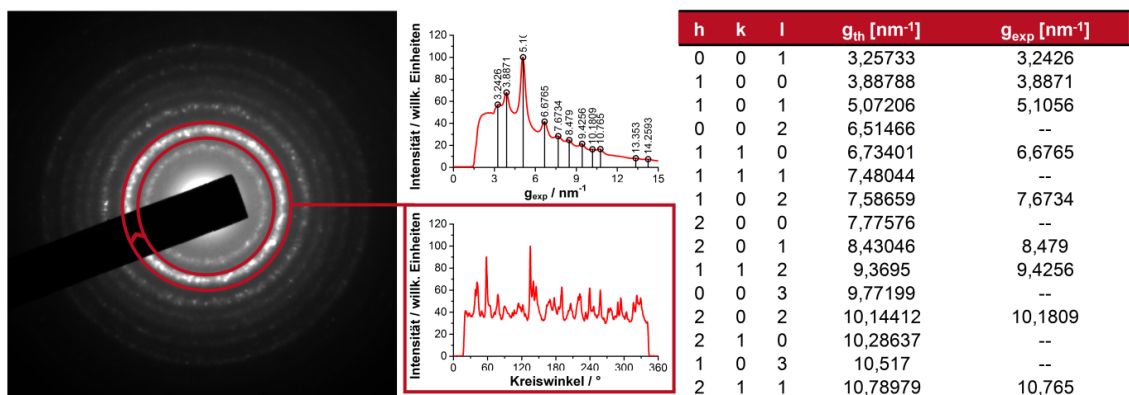 120
100
80
60
40
20
0
Intensität / willk. Einheiten
3.2426
3.8871
5.10
6.6765
7.6734
8.479
9.4256
10.1809
10.765
13.353
14.2593
0 3 6 9 12 15
g_exp / nm⁻¹
120
100
80
60
40
20
0
Intensität / willk. Einheiten
0 60 120 180 240 300 360
Kreiswinkel / °
h k l g_th [nm⁻¹] g_exp [nm⁻¹]
0 0 1 3,25733 3,2426
1 0 0 3,88788 3,8871
1 0 1 5,07206 5,1056
0 0 2 6,51466 --
1 1 0 6,73401 6,6765
1 1 1 7,48044 --
1 0 2 7,58659 7,6734
2 0 0 7,77576 --
2 0 1 8,43046 8,479
1 1 2 9,3695 9,4256
0 0 3 9,77199 --
2 0 2 10,14412 10,1809
2 1 0 10,28637 --
1 0 3 10,517 --
2 1 1 10,78979 10,765